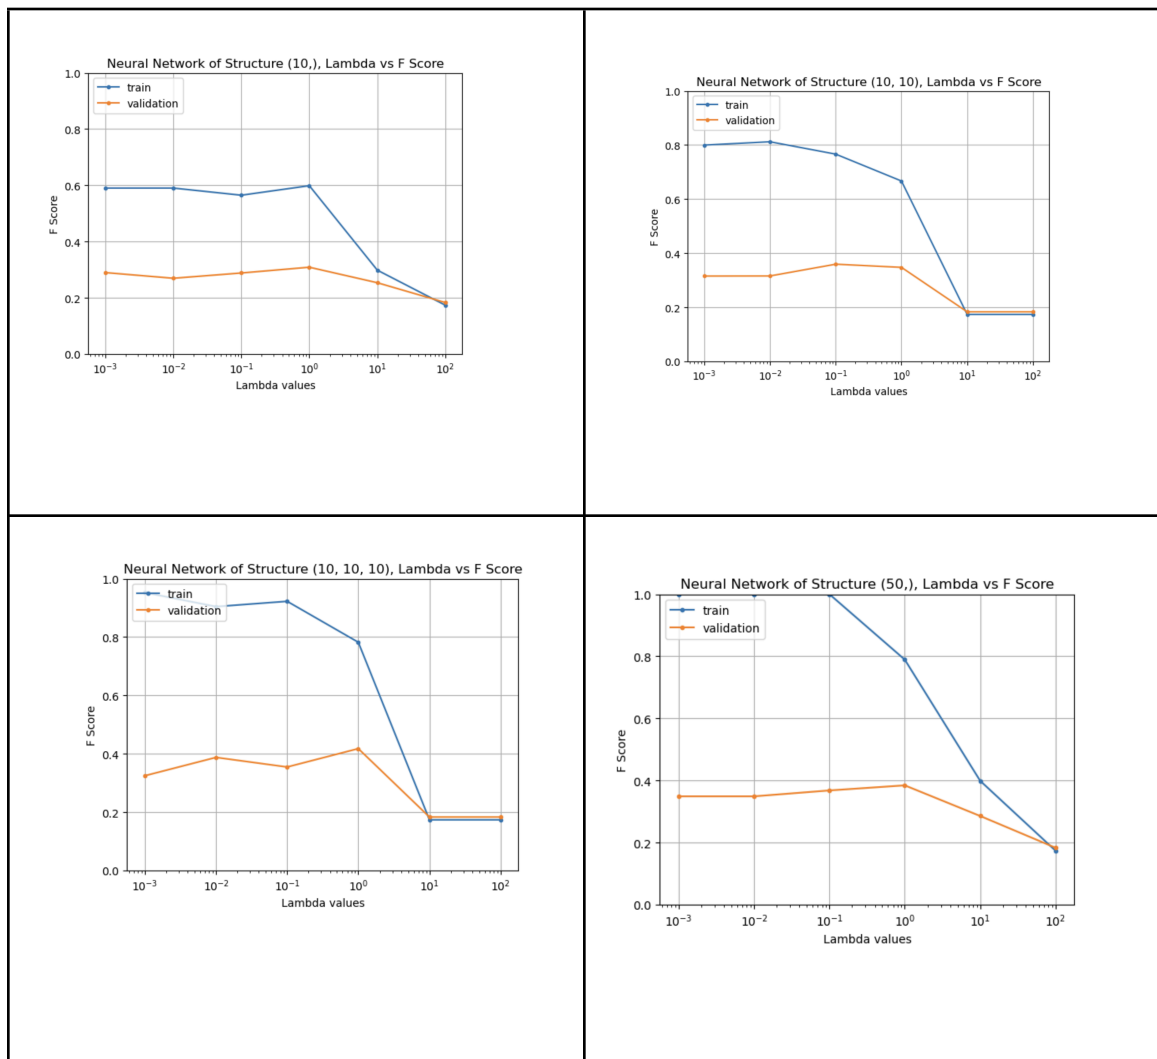 Neural Network of Structure (10,), Lambda vs F Score
1.0
train
validation
0.8
0.6
F Score
0.4
0.2
0.0
10⁻³ 10⁻² 10⁻¹ 10⁰ 10¹ 10²
Lambda values
Neural Network of Structure (10, 10), Lambda vs F Score
1.0
train
validation
0.8
0.6
F Score
0.4
0.2
0.0
10⁻³ 10⁻² 10⁻¹ 10⁰ 10¹ 10²
Lambda values
Neural Network of Structure (10, 10, 10), Lambda vs F Score
1.0
train
validation
0.8
0.6
F Score
0.4
0.2
0.0
10⁻³ 10⁻² 10⁻¹ 10⁰ 10¹ 10²
Lambda values
Neural Network of Structure (50,), Lambda vs F Score
1.0
train
validation
0.8
0.6
F Score
0.4
0.2
0.0
10⁻³ 10⁻² 10⁻¹ 10⁰ 10¹ 10²
Lambda values